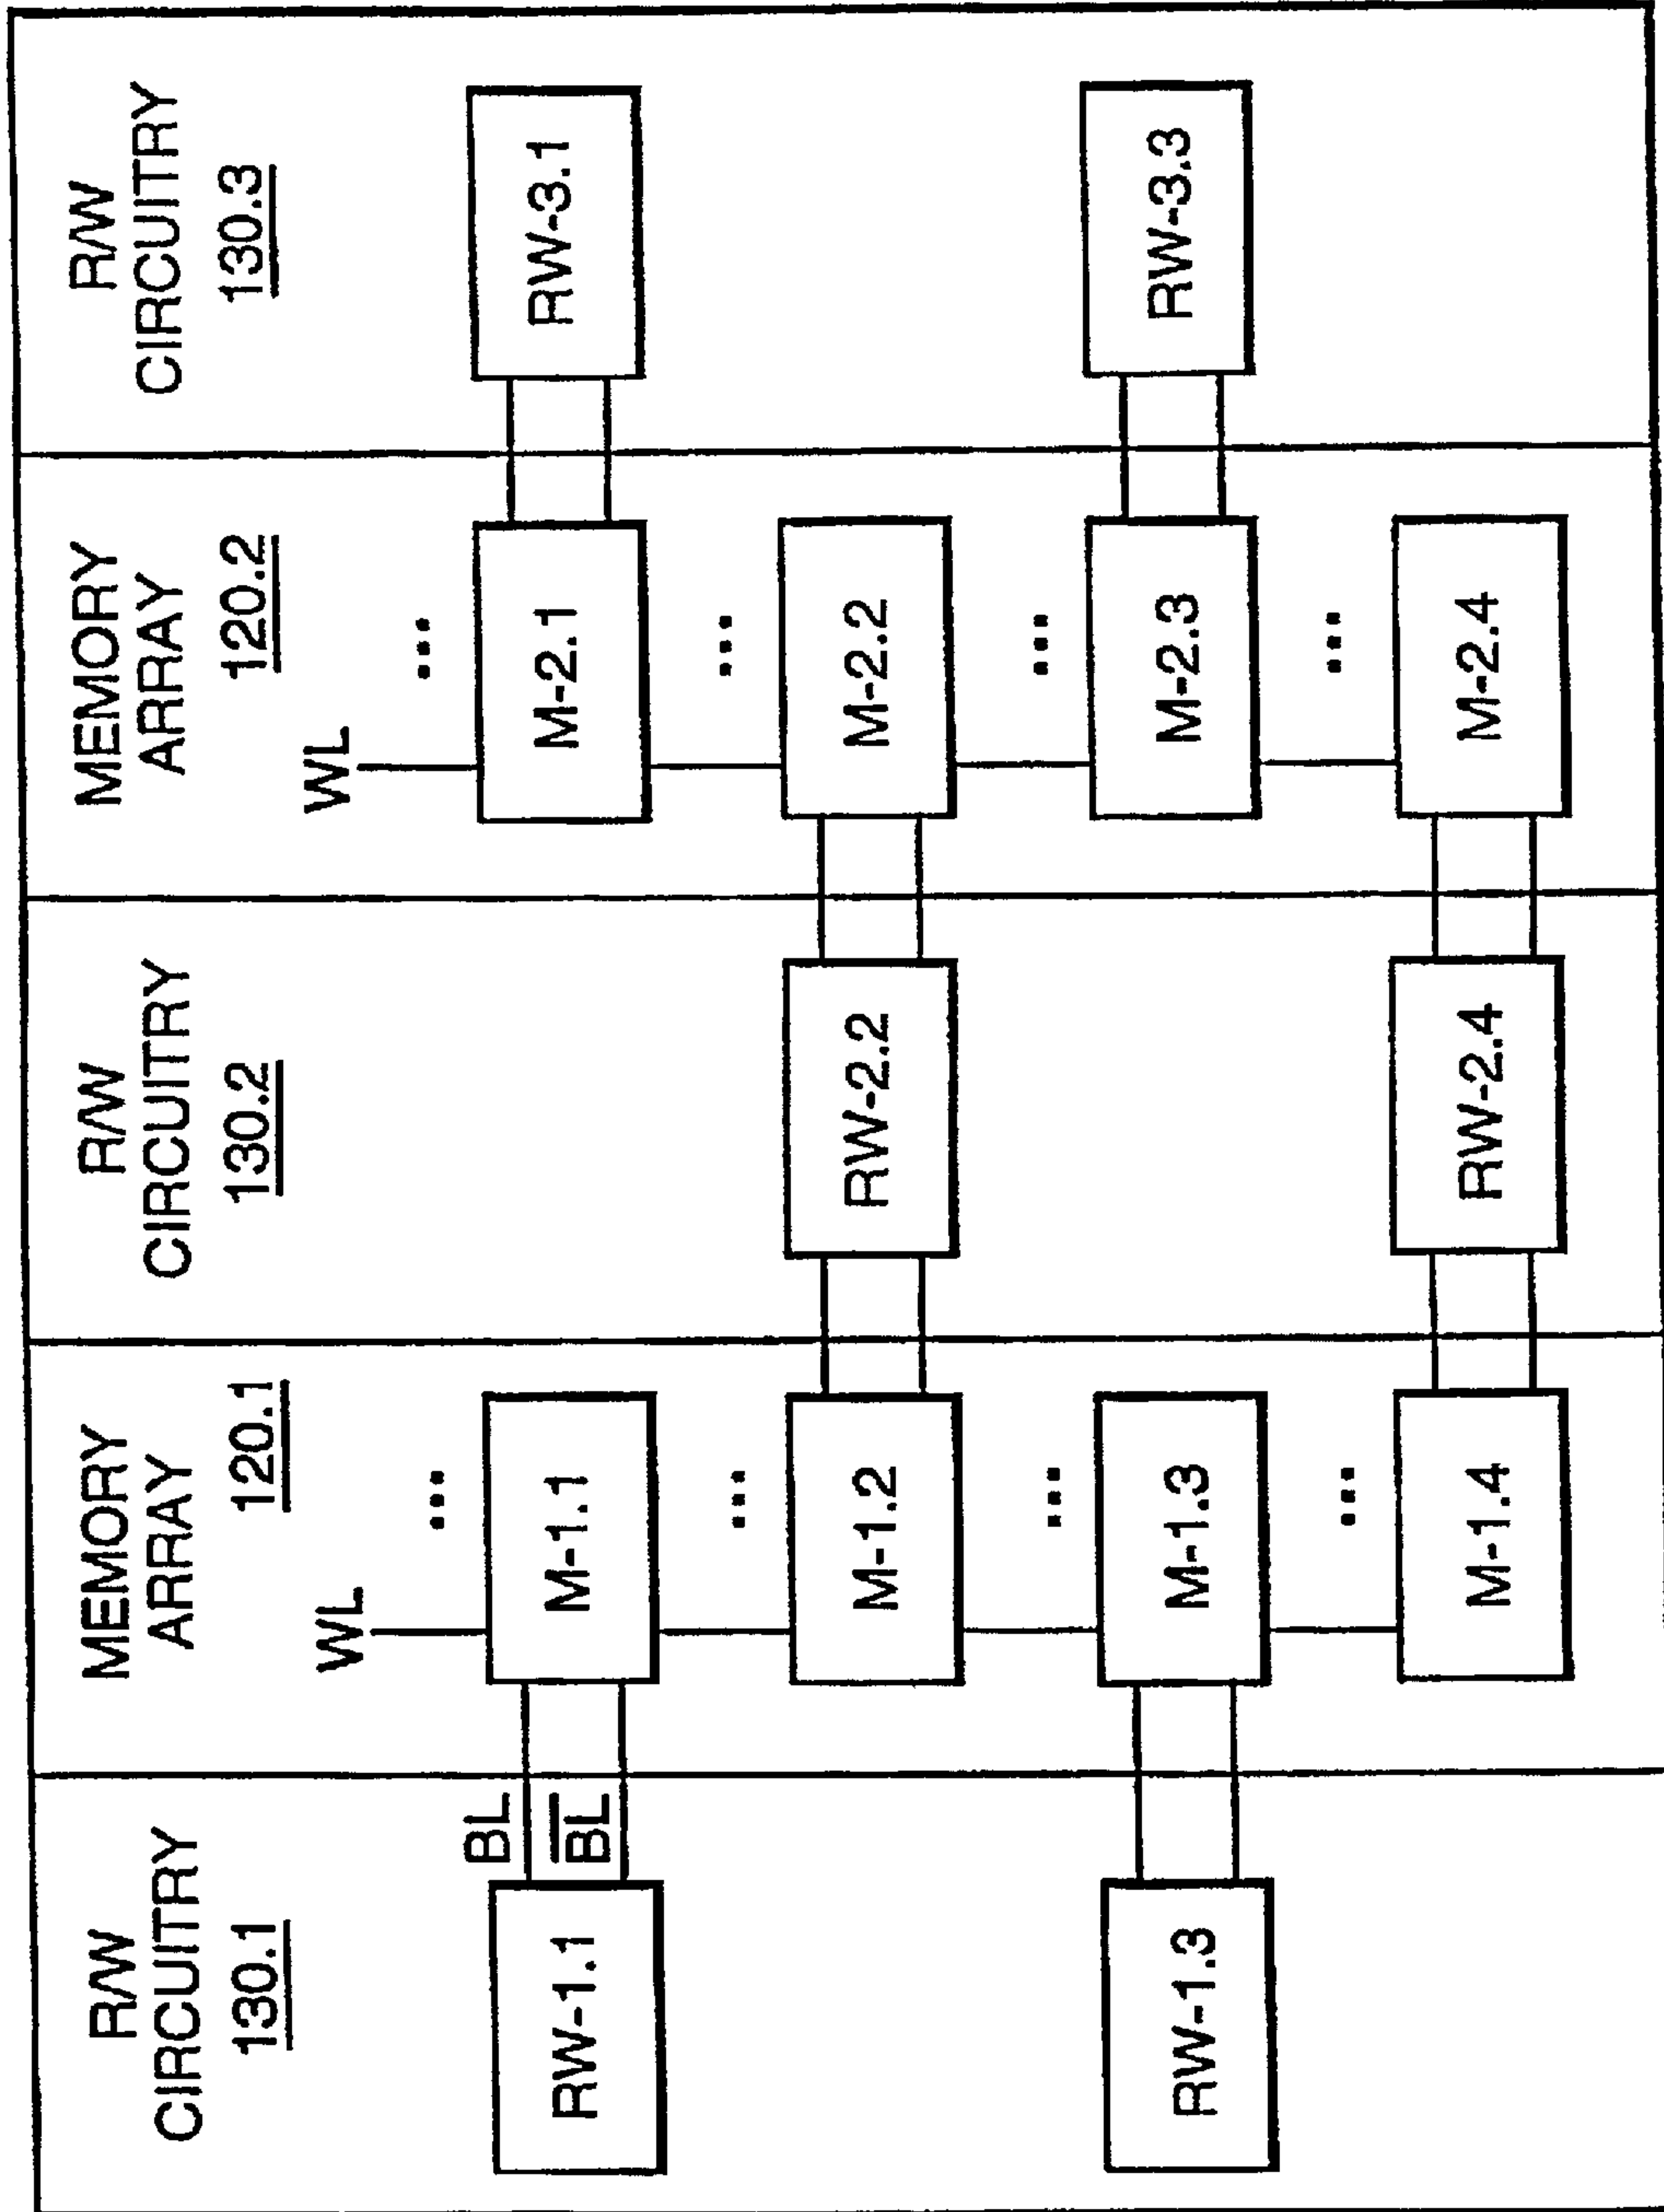 R/W
CIRCUITRY
130.1
MEMORY
ARRAY
120.1
R/W
CIRCUITRY
130.2
MEMORY
ARRAY
120.2
R/W
CIRCUITRY
130.3
WL
WL
...
...
BL
B̅L̅
RW-1.1
M-1.1
M-2.1
RW-3.1
...
...
M-1.2
RW-2.2
M-2.2
...
...
RW-1.3
M-1.3
M-2.3
RW-3.3
...
...
M-1.4
RW-2.4
M-2.4